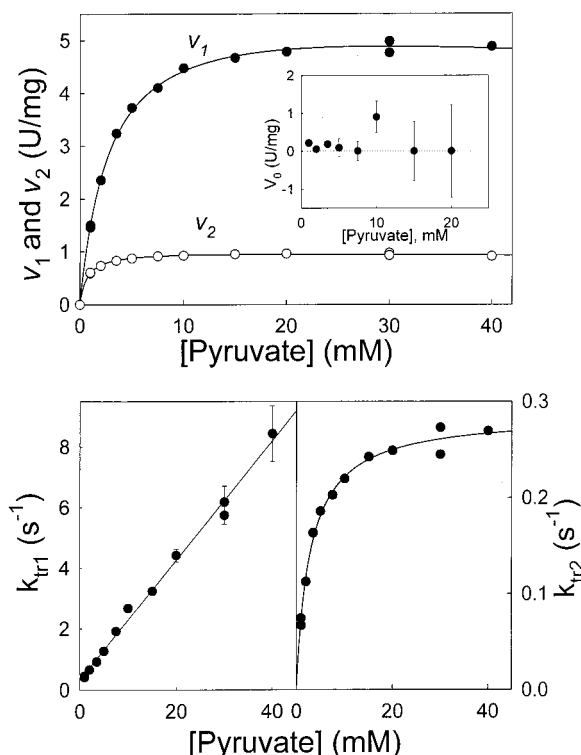 v1 and v2 (U/mg)
5
4
3
2
1
0
v1
v2
V0 (U/mg)
2
1
0
-1
0 5 10 15 20
[Pyruvate], mM
0 10 20 30 40
[Pyruvate] (mM)
ktr1 (s-1)
8
6
4
2
0
0.3
0.2
0.1
0.0
ktr2 (s-1)
0 20 40 0 20 40
[Pyruvate] (mM)